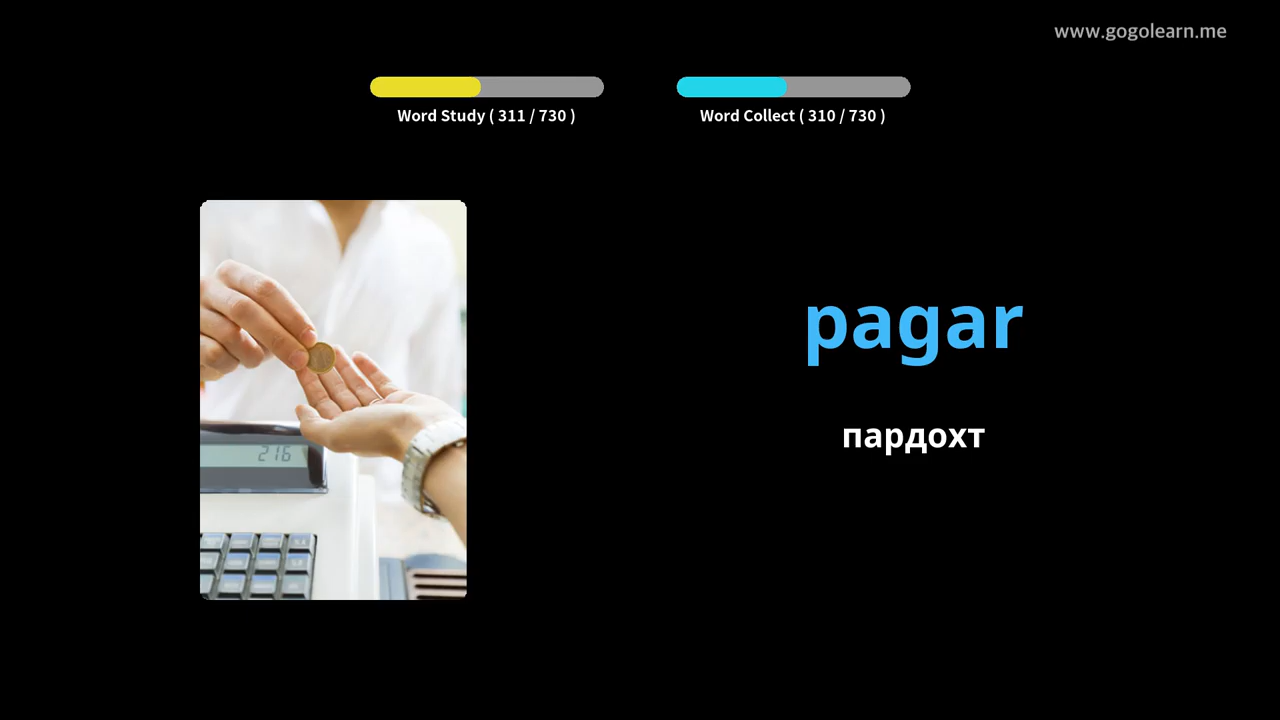 www.gogolearn.me
Word Study ( 311 / 730 )
Word Collect ( 310 / 730 )
216
pagar
пардохт